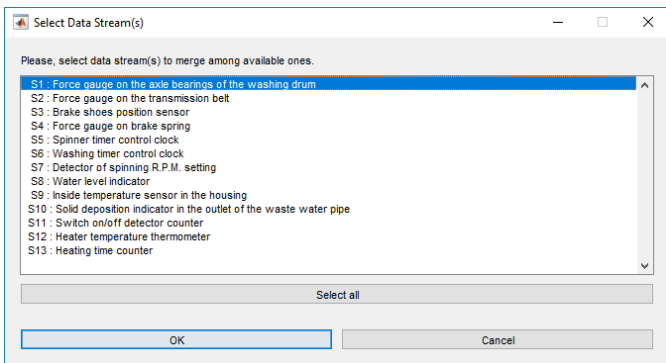 Select Data Stream(s)
Please, select data stream(s) to merge among available ones.
S1 : Force gauge on the axle bearings of the washing drum
S2 : Force gauge on the transmission belt
S3 : Brake shoes position sensor
S4 : Force gauge on brake spring
S5 : Spinner timer control clock
S6 : Washing timer control clock
S7 : Detector of spinning R.P.M. setting
S8 : Water level indicator
S9 : Inside temperature sensor in the housing
S10 : Solid deposition indicator in the outlet of the waste water pipe
S11 : Switch on/off detector counter
S12 : Heater temperature thermometer
S13 : Heating time counter
Select all
OK Cancel